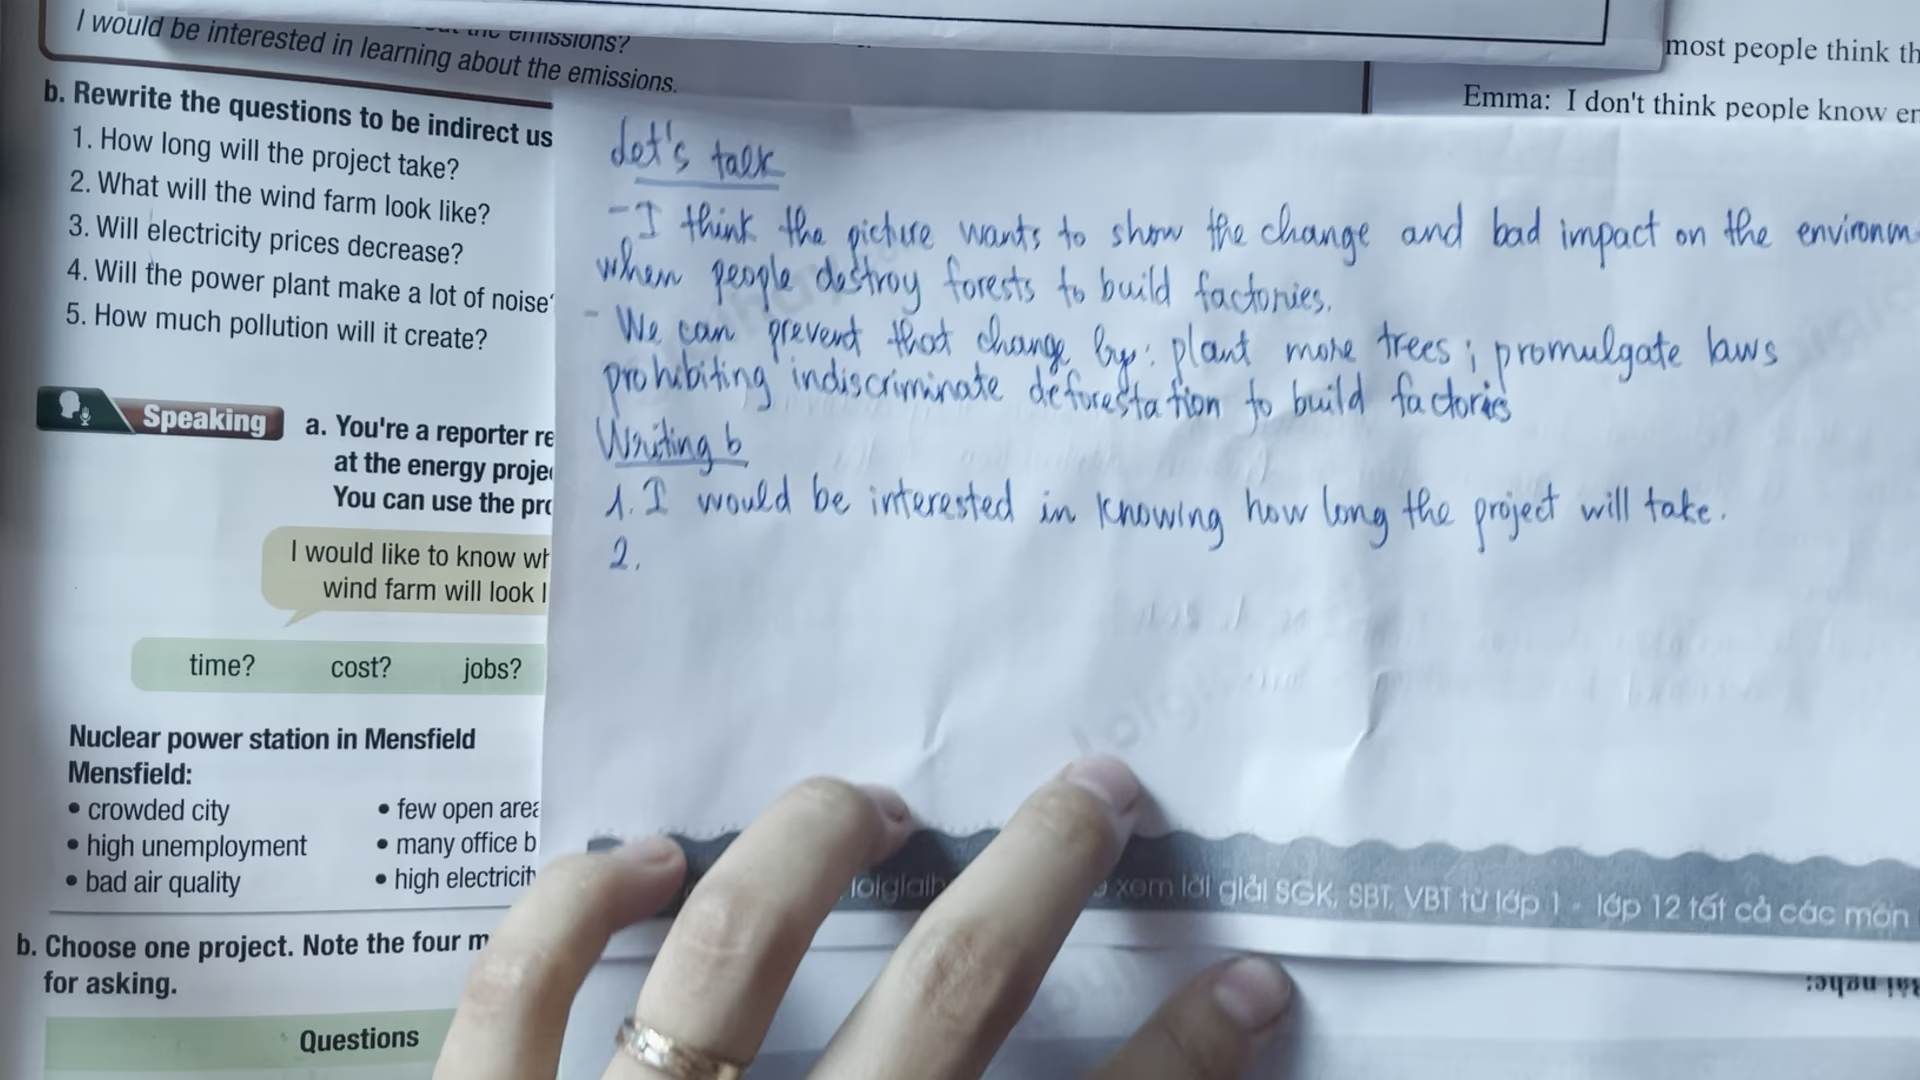 I would be interested in learning about the emissions.
b. Rewrite the questions to be indirect us
1. How long will the project take?
2. What will the wind farm look like?
3. Will electricity prices decrease?
4. Will the power plant make a lot of noise
5. How much pollution will it create?
Speaking
a. You're a reporter re
at the energy proje
You can use the pro
I would like to know wh
wind farm will look l
time? cost? jobs?
Nuclear power station in Mensfield
Mensfield:
• crowded city
• high unemployment
• bad air quality
• few open area
• many office b
• high electricit
b. Choose one project. Note the four m
for asking.
Questions
most people think th
Emma: I don't think people know en
Let's talk
- I think the picture wants to show the change and bad impact on the environm
when people destroy forests to build factories.
- We can prevent that change by: plant more trees; promulgate laws
prohibiting indiscriminate deforestation to build factories
Writing b
1. I would be interested in knowing how long the project will take.
2.
xem lời giải SGK, SBT, VBT từ lớp 1 - lớp 12 tất cả các môn
Bài nghe: